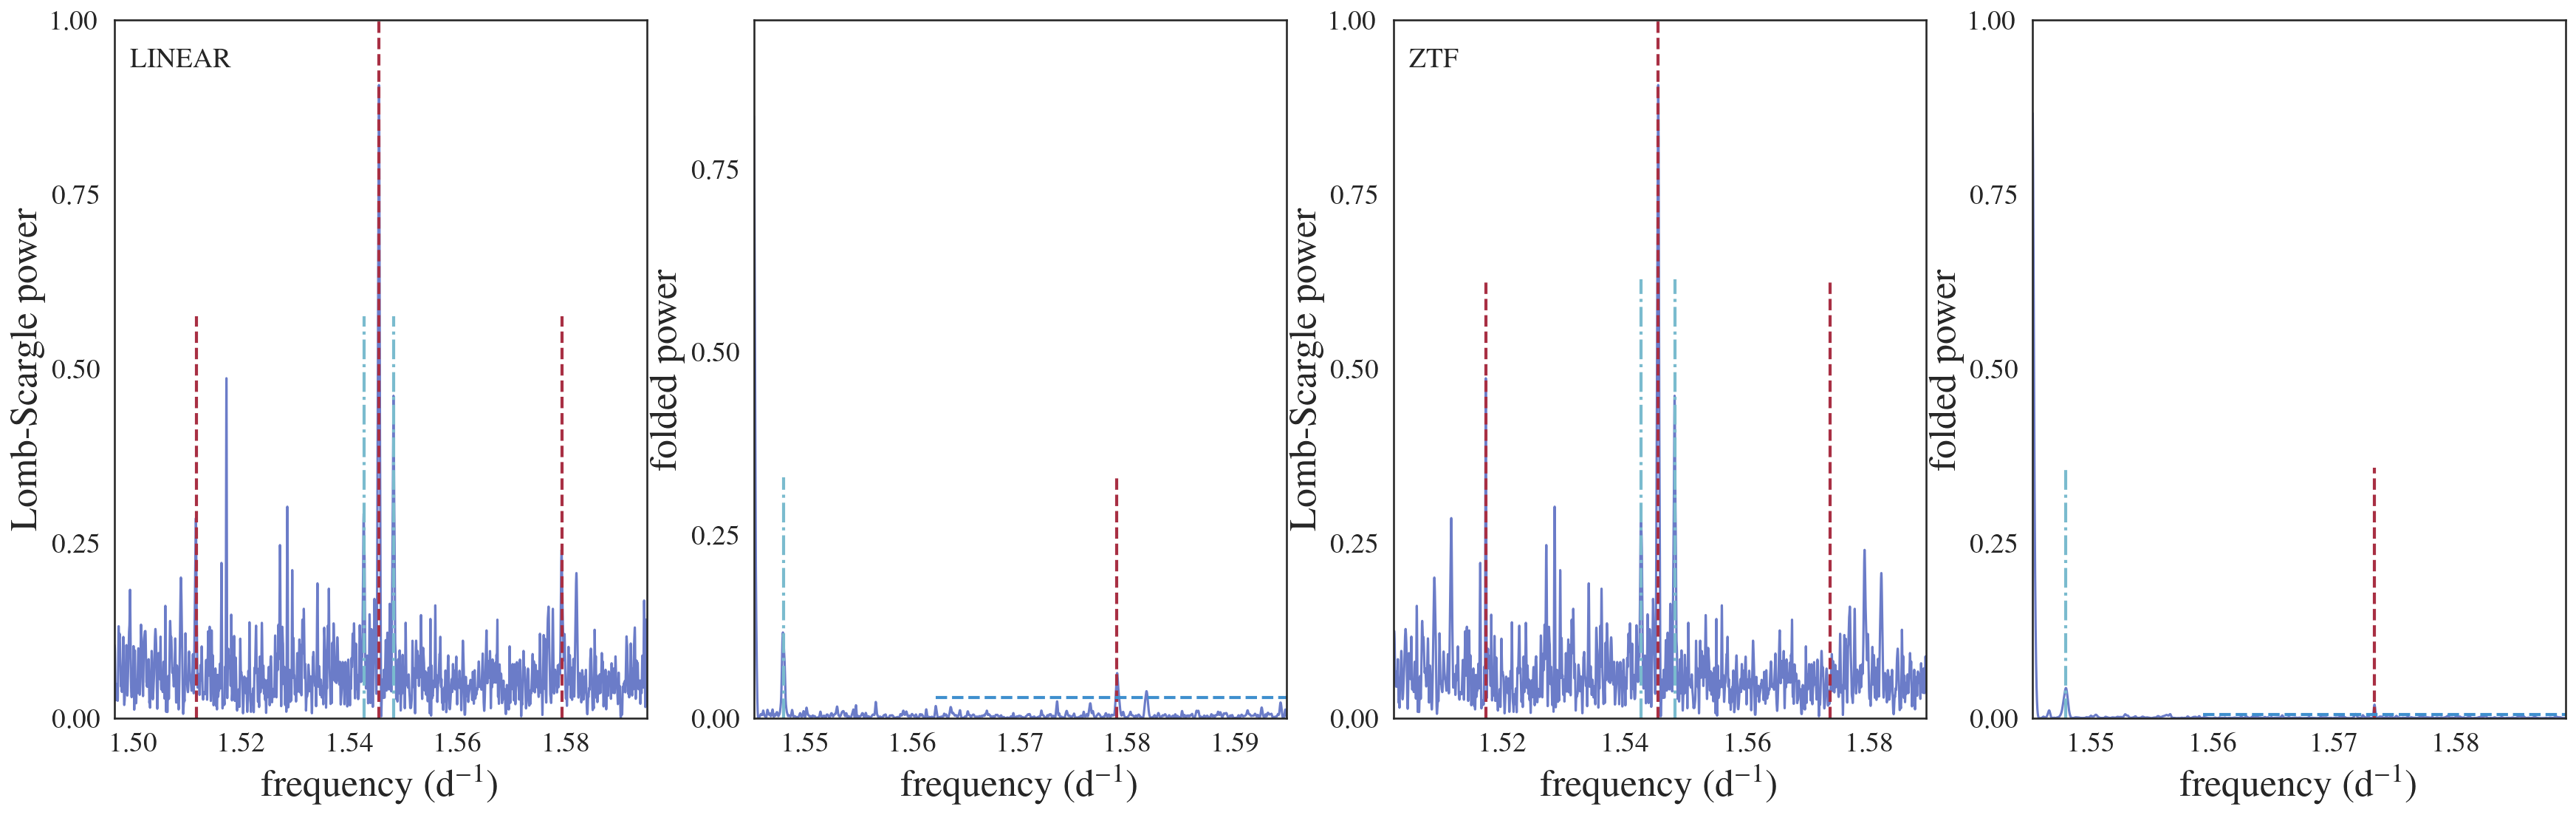 LINEAR
Lomb-Scargle power
1.00
0.75
0.50
0.25
0.00
1.50 1.52 1.54 1.56 1.58
frequency (d⁻¹)
folded power
0.75
0.50
0.25
0.00
1.55 1.56 1.57 1.58 1.59
frequency (d⁻¹)
ZTF
Lomb-Scargle power
1.00
0.75
0.50
0.25
0.00
1.52 1.54 1.56 1.58
frequency (d⁻¹)
folded power
1.00
0.75
0.50
0.25
0.00
1.55 1.56 1.57 1.58
frequency (d⁻¹)